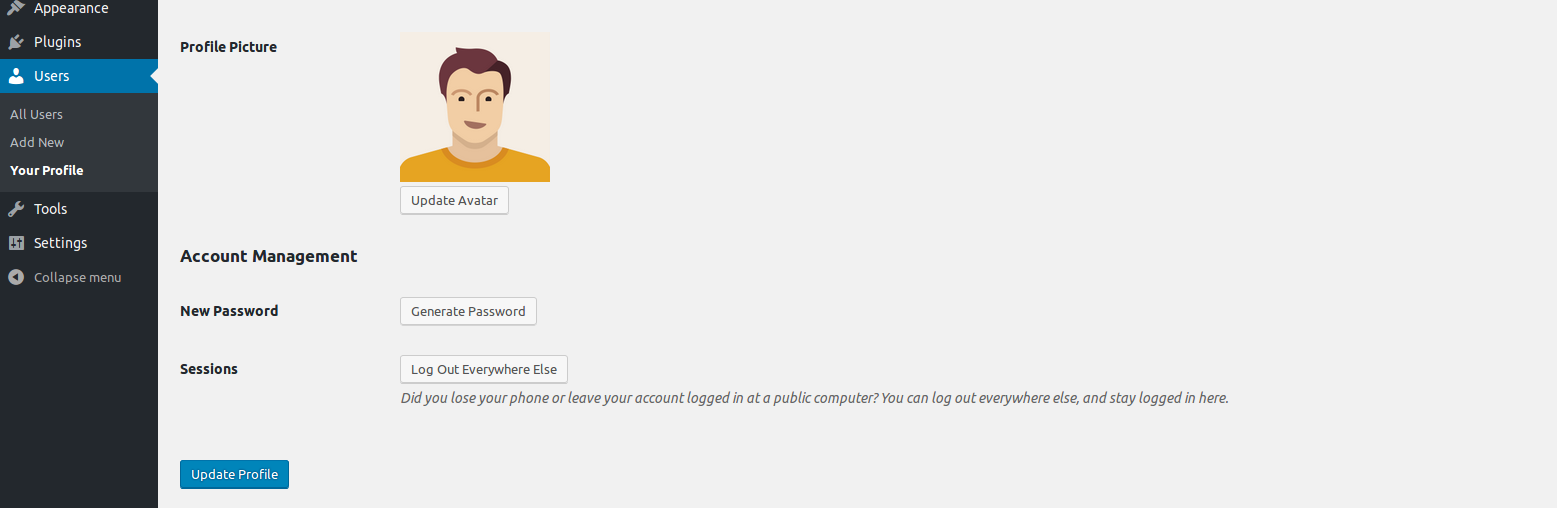 Appearance
Plugins
Users
All Users
Add New
Your Profile
Tools
Settings
Collapse menu
Profile Picture
Update Avatar
Account Management
New Password
Generate Password
Sessions
Log Out Everywhere Else
Did you lose your phone or leave your account logged in at a public computer? You can log out everywhere else, and stay logged in here.
Update Profile